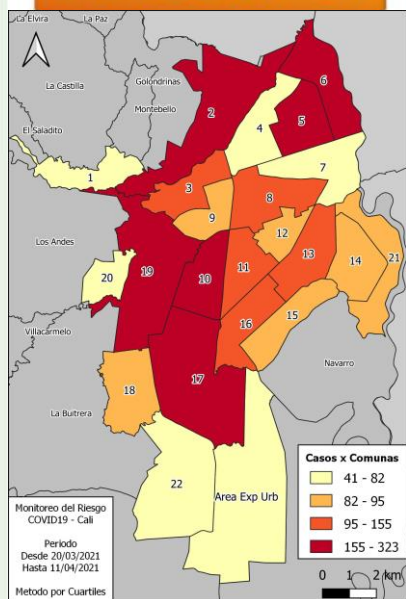 La Elvira
La Paz
La Castilla
Golondrinas
Montebello
El Saladito
6
2
5
4
7
1
3
8
9
12
Los Andes
21
14
13
19
11
10
20
16
15
Villacarmelo
Navarro
17
18
La Buitrera
22
Area Exp Urb
Casos x Comunas
41 - 82
82 - 95
95 - 155
155 - 323
Monitoreo del Riesgo
COVID19 - Cali
Periodo
Desde 20/03/2021
Hasta 11/04/2021
Metodo por Cuartiles
0 1 2 km